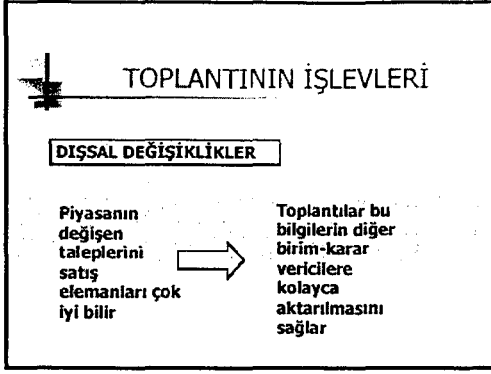 TOPLANTININ İŞLEVLERİ
DIŞSAL DEĞİŞİKLİKLER
Piyasanın
değişen
taleplerini
satış
elemanları çok
iyi bilir
Toplantılar bu
bilgilerin diğer
birim-karar
vericilere
kolayca
aktarılmasını
sağlar